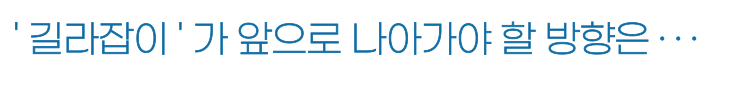 ' 길라잡이 ' 가 앞으로 나아가야 할 방향은 · · ·